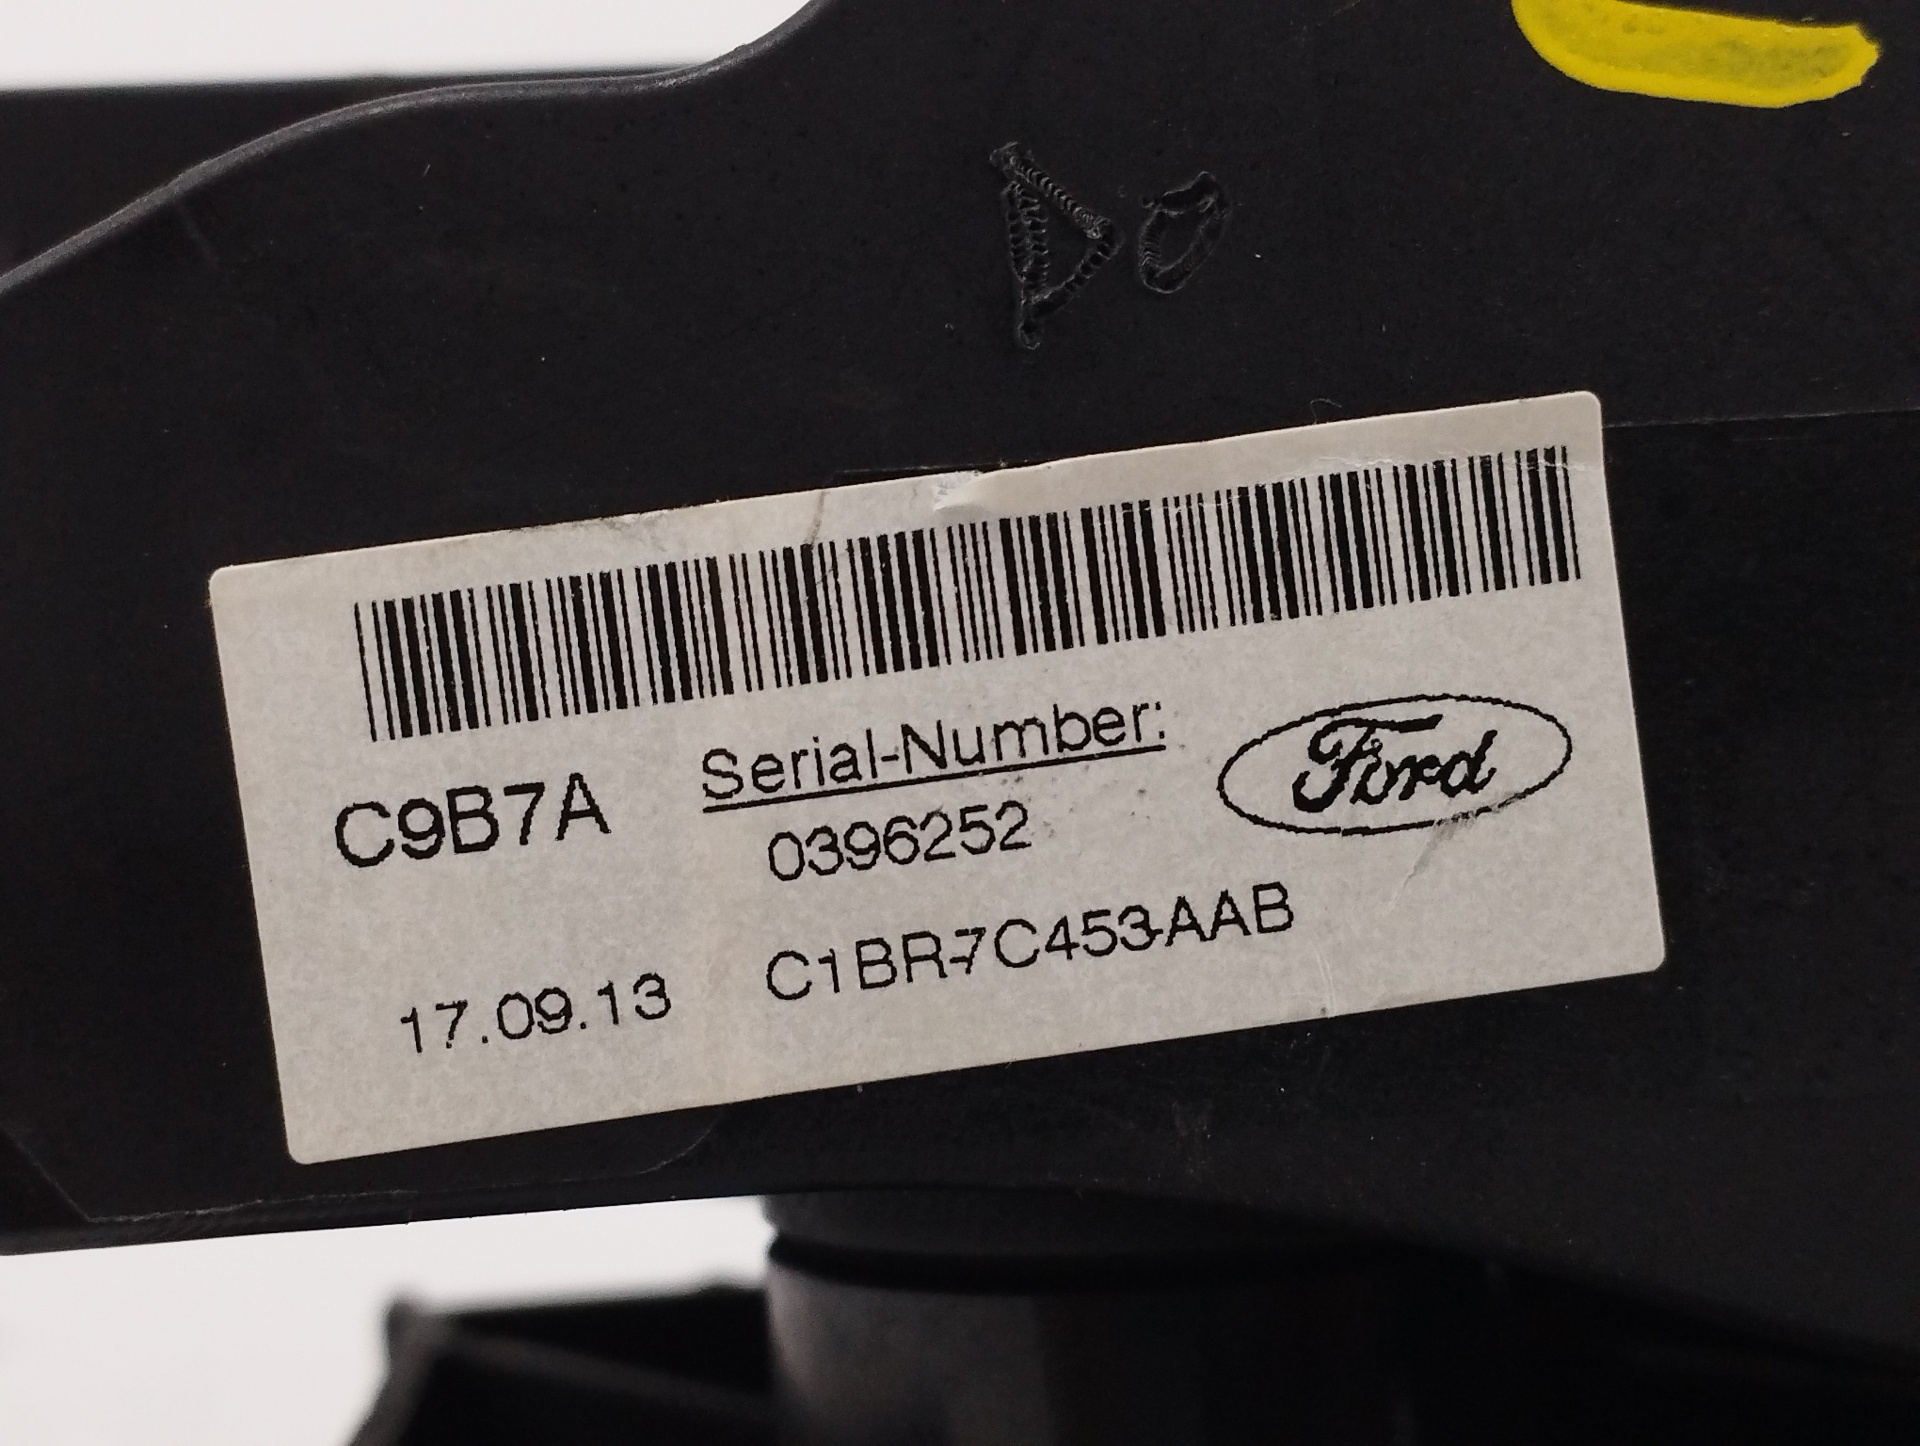 Serial-Number:
Ford
C9B7A
0396252
17.09.13
C1BR-7C453-AAB